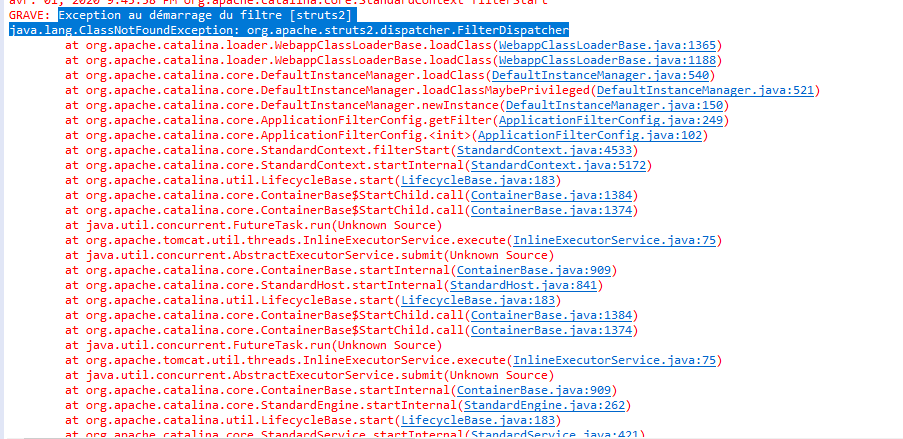 avr. 01, 2020 9:45:58 PM org.apache.catalina.core.StandardContext filterStart
GRAVE: Exception au démarrage du filtre [struts2]
java.lang.ClassNotFoundException: org.apache.struts2.dispatcher.FilterDispatcher
at org.apache.catalina.loader.WebappClassLoaderBase.loadClass(WebappClassLoaderBase.java:1365)
at org.apache.catalina.loader.WebappClassLoaderBase.loadClass(WebappClassLoaderBase.java:1188)
at org.apache.catalina.core.DefaultInstanceManager.loadClass(DefaultInstanceManager.java:540)
at org.apache.catalina.core.DefaultInstanceManager.loadClassMaybePrivileged(DefaultInstanceManager.java:521)
at org.apache.catalina.core.DefaultInstanceManager.newInstance(DefaultInstanceManager.java:150)
at org.apache.catalina.core.ApplicationFilterConfig.getFilter(ApplicationFilterConfig.java:249)
at org.apache.catalina.core.ApplicationFilterConfig.<init>(ApplicationFilterConfig.java:102)
at org.apache.catalina.core.StandardContext.filterStart(StandardContext.java:4533)
at org.apache.catalina.core.StandardContext.startInternal(StandardContext.java:5172)
at org.apache.catalina.util.LifecycleBase.start(LifecycleBase.java:183)
at org.apache.catalina.core.ContainerBase$StartChild.call(ContainerBase.java:1384)
at org.apache.catalina.core.ContainerBase$StartChild.call(ContainerBase.java:1374)
at java.util.concurrent.FutureTask.run(Unknown Source)
at org.apache.tomcat.util.threads.InlineExecutorService.execute(InlineExecutorService.java:75)
at java.util.concurrent.AbstractExecutorService.submit(Unknown Source)
at org.apache.catalina.core.ContainerBase.startInternal(ContainerBase.java:909)
at org.apache.catalina.core.StandardHost.startInternal(StandardHost.java:841)
at org.apache.catalina.util.LifecycleBase.start(LifecycleBase.java:183)
at org.apache.catalina.core.ContainerBase$StartChild.call(ContainerBase.java:1384)
at org.apache.catalina.core.ContainerBase$StartChild.call(ContainerBase.java:1374)
at java.util.concurrent.FutureTask.run(Unknown Source)
at org.apache.tomcat.util.threads.InlineExecutorService.execute(InlineExecutorService.java:75)
at java.util.concurrent.AbstractExecutorService.submit(Unknown Source)
at org.apache.catalina.core.ContainerBase.startInternal(ContainerBase.java:909)
at org.apache.catalina.core.StandardEngine.startInternal(StandardEngine.java:262)
at org.apache.catalina.util.LifecycleBase.start(LifecycleBase.java:183)
at org.apache.catalina.core.StandardService.startInternal(StandardService.java:421)